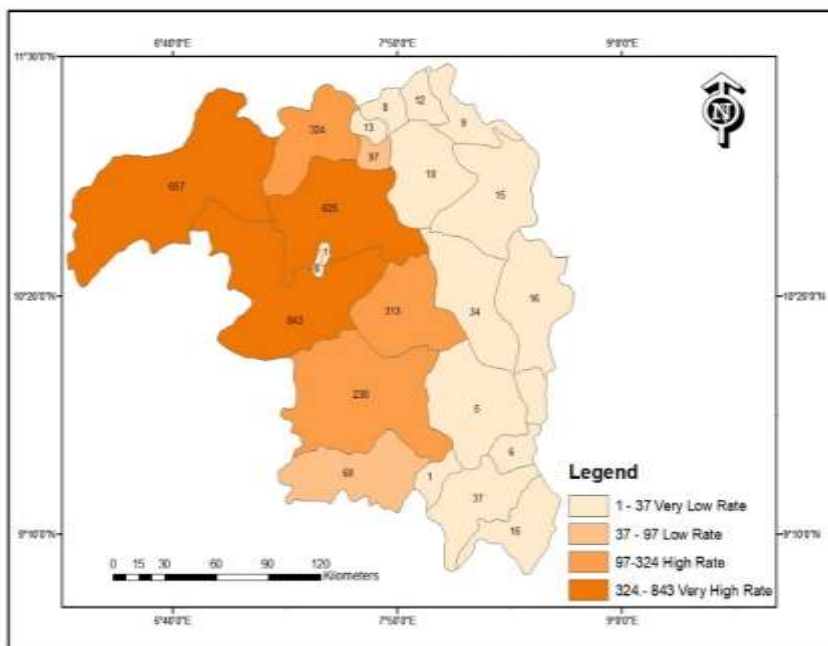 6°40'0"E 7°50'0"E 9°0'0"E
11°30'0"N
N
8
12
324
13
9
97
18
657
15
625
1
10°20'0"N 10°20'0"N
16
313
34
843
230
5
6
68
1
37
15
Legend
1 - 37 Very Low Rate
37 - 97 Low Rate
97-324 High Rate
324.- 843 Very High Rate
9°10'0"N 9°10'0"N
0 15 30 60 90 120
Kilometers
6°40'0"E 7°50'0"E 9°0'0"E